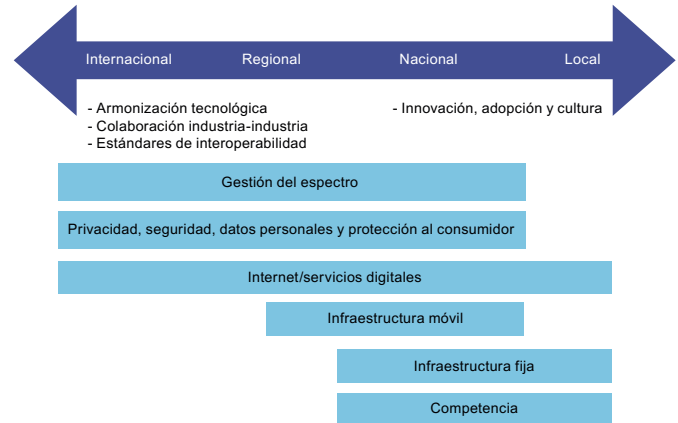 Internacional Regional Nacional Local
- Armonización tecnológica
- Colaboración industria-industria
- Estándares de interoperabilidad
- Innovación, adopción y cultura
Gestión del espectro
Privacidad, seguridad, datos personales y protección al consumidor
Internet/servicios digitales
Infraestructura móvil
Infraestructura fija
Competencia